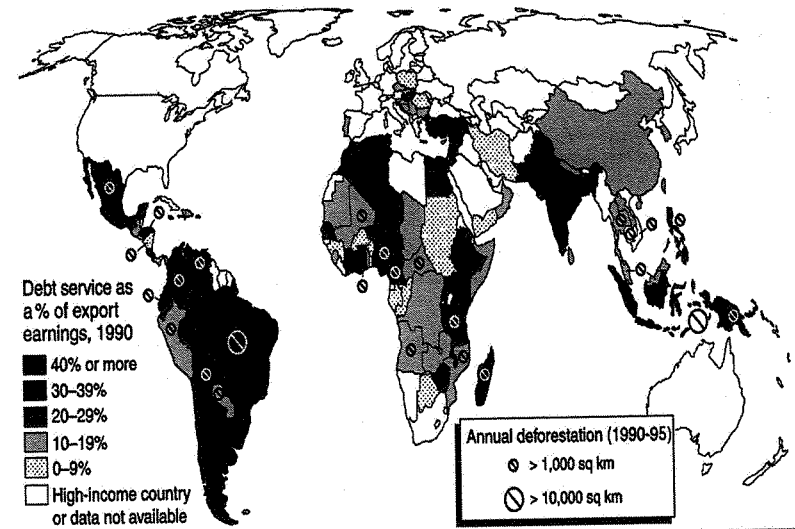 Debt service as
a % of export
earnings, 1990
40% or more
30–39%
20–29%
10–19%
0–9%
High-income country
or data not available
Annual deforestation (1990-95)
> 1,000 sq km
> 10,000 sq km